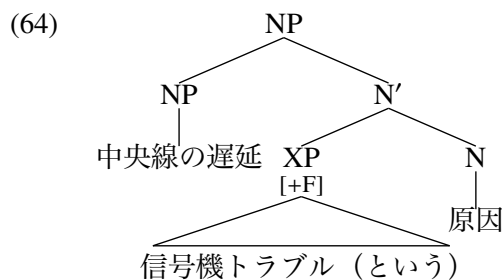 (64) NP
NP N′
中央線の遅延 XP N
[+F]
原因
信号機トラブル（という）